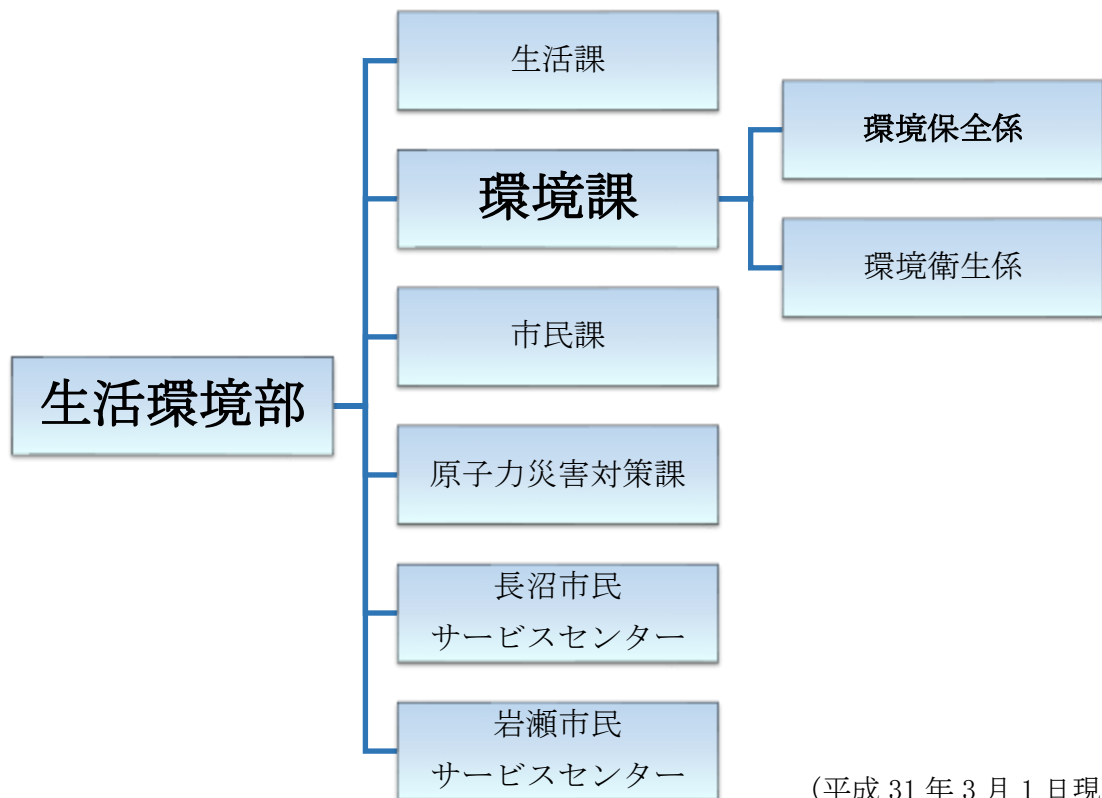 生活環境部
生活課
環境課
環境保全係
環境衛生係
市民課
原子力災害対策課
長沼市民
サービスセンター
岩瀬市民
サービスセンター
(平成 31 年 3 月 1 日現